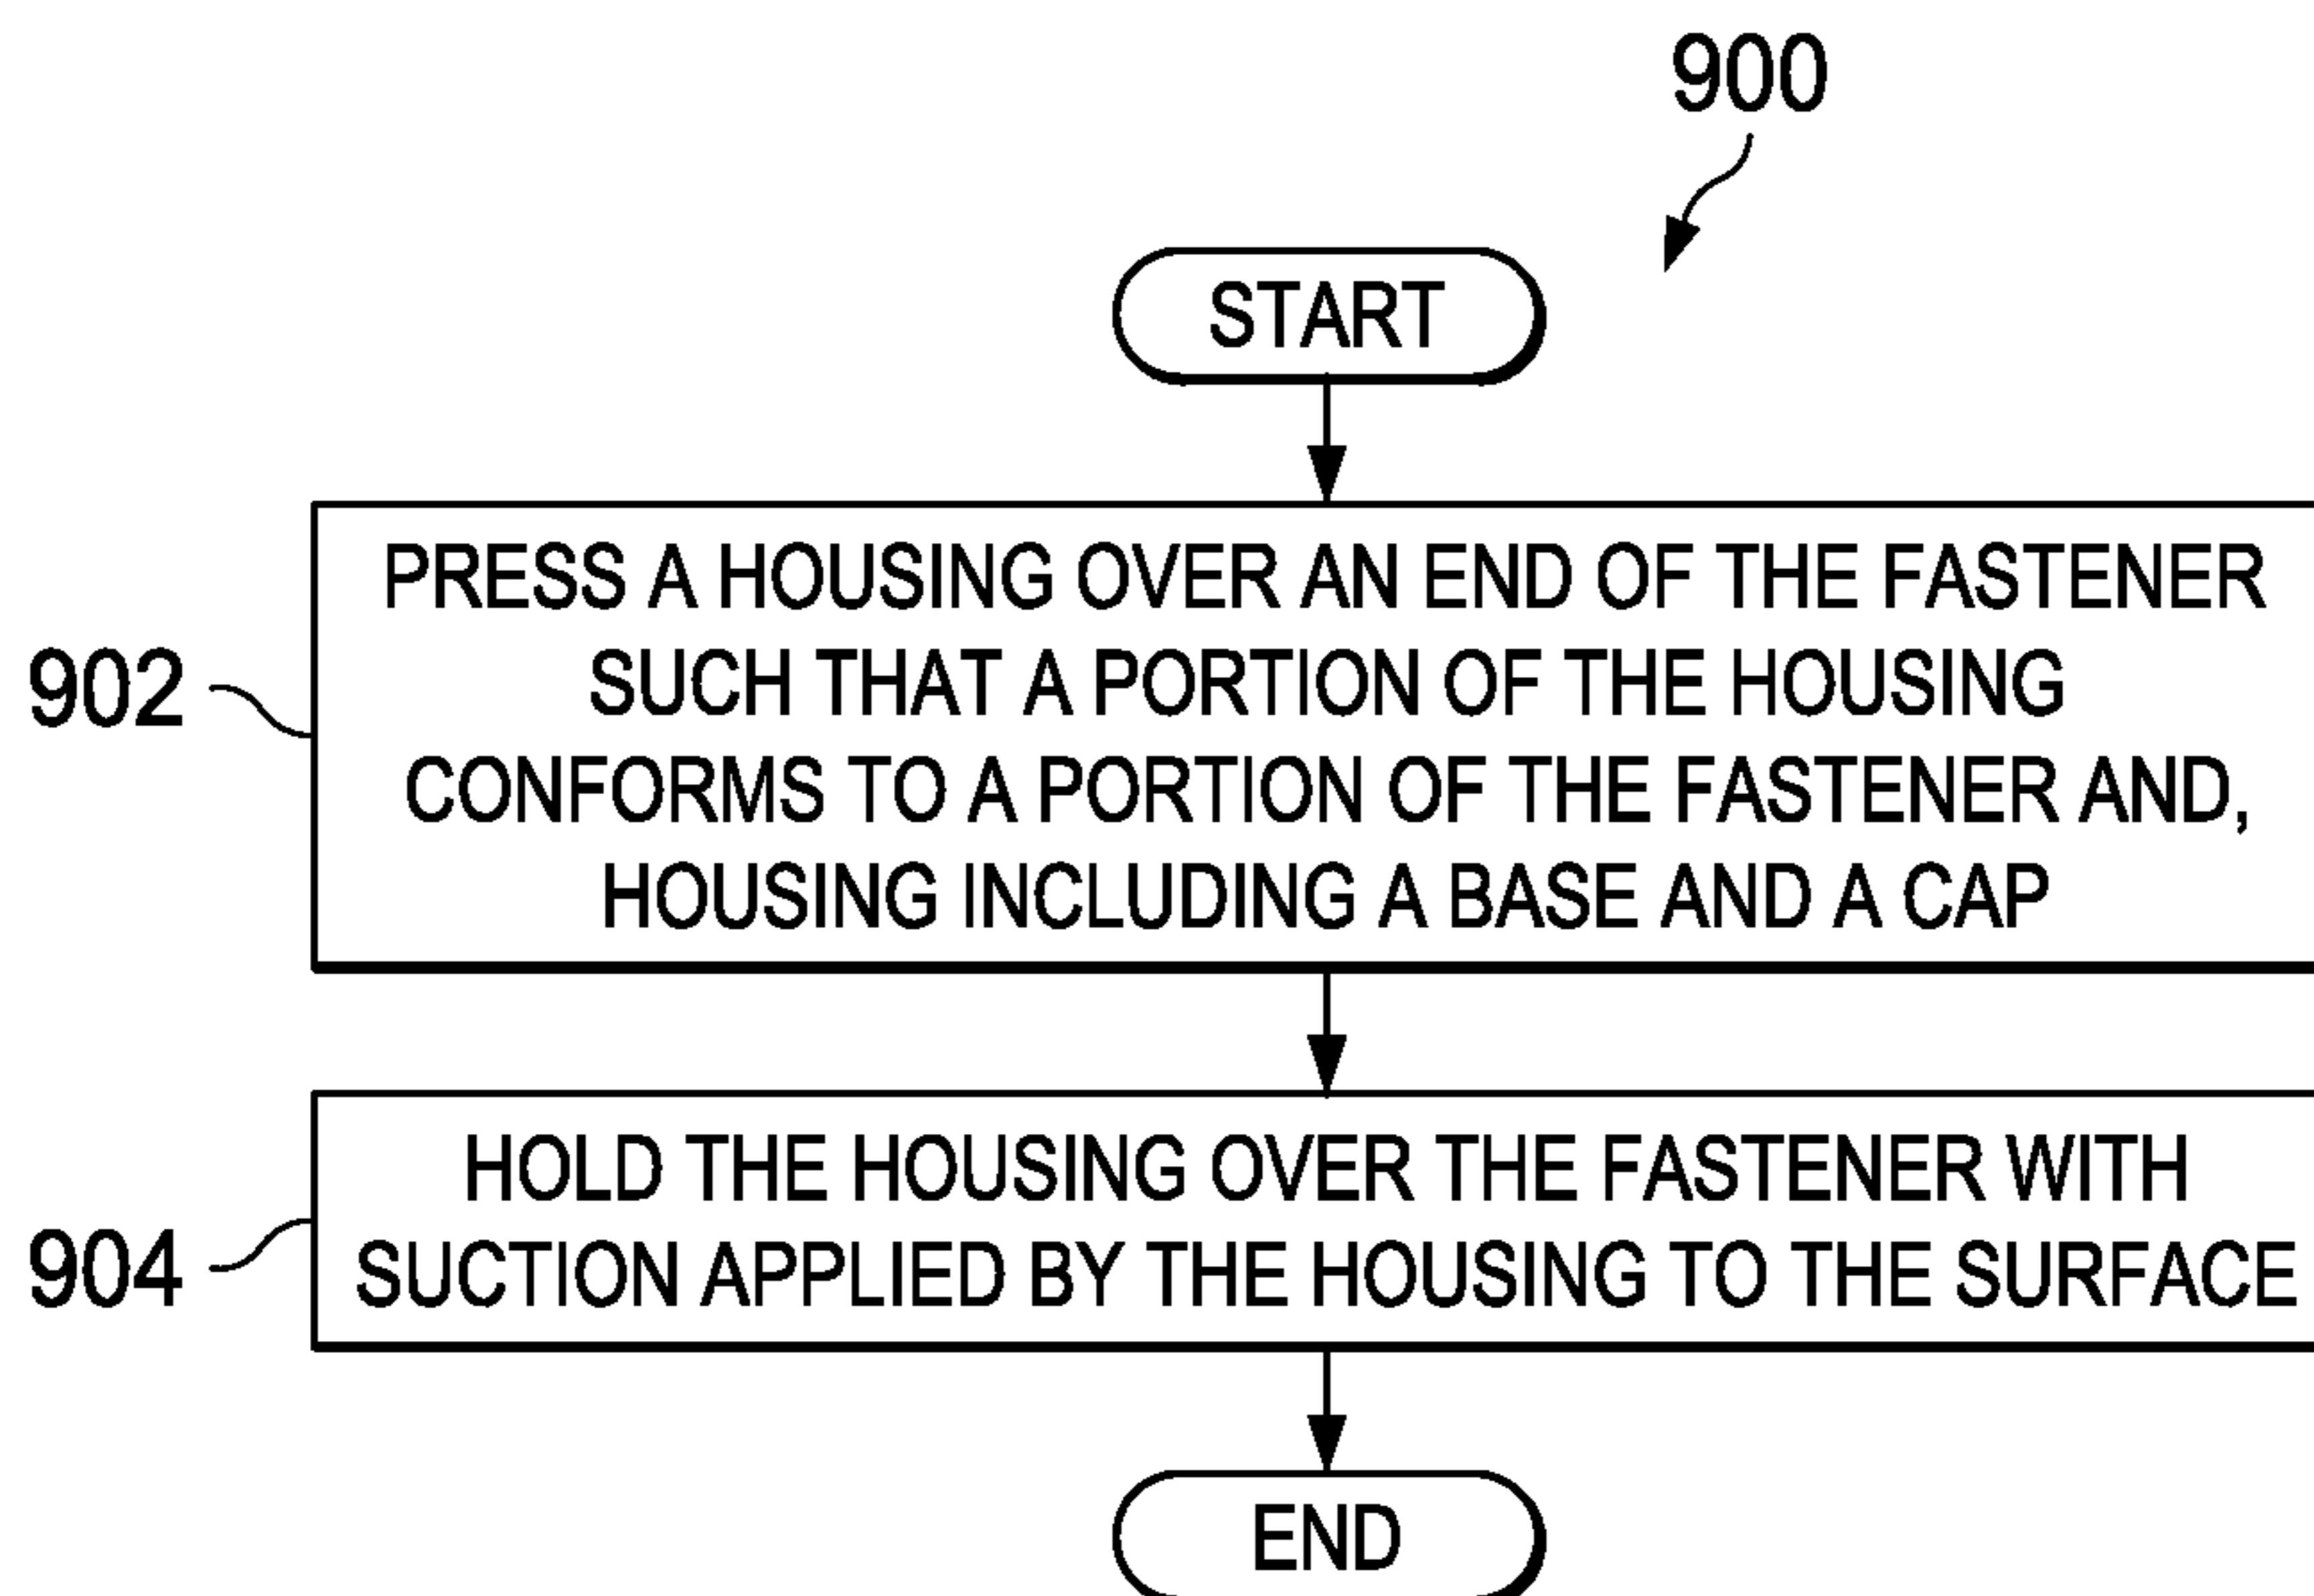 900
START
902
PRESS A HOUSING OVER AN END OF THE FASTENER
SUCH THAT A PORTION OF THE HOUSING
CONFORMS TO A PORTION OF THE FASTENER AND,
HOUSING INCLUDING A BASE AND A CAP
904
HOLD THE HOUSING OVER THE FASTENER WITH
SUCTION APPLIED BY THE HOUSING TO THE SURFACE
END